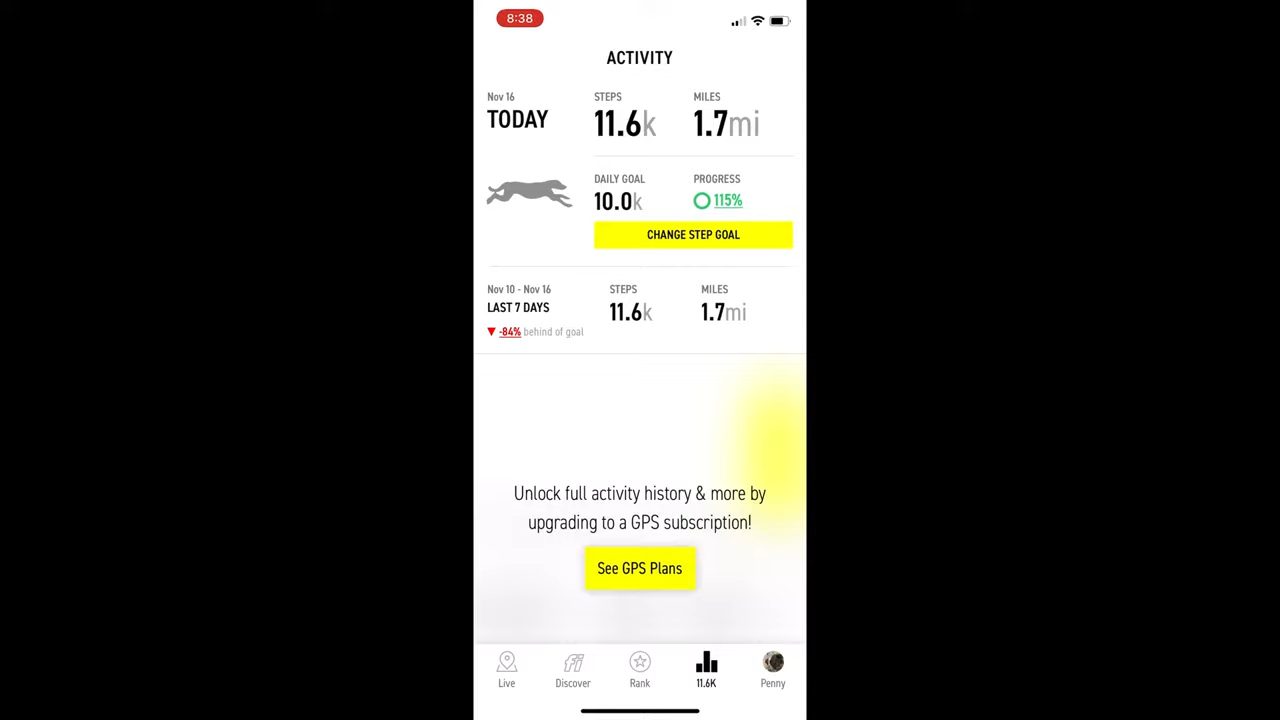 8:38
ACTIVITY
Nov 16
TODAY
STEPS
11.6k
MILES
1.7mi
DAILY GOAL
10.0k
PROGRESS
115%
CHANGE STEP GOAL
Nov 10 - Nov 16
LAST 7 DAYS
-84% behind of goal
STEPS
11.6k
MILES
1.7mi
Unlock full activity history & more by
upgrading to a GPS subscription!
See GPS Plans
Live
fi
Discover
Rank
11.6K
Penny